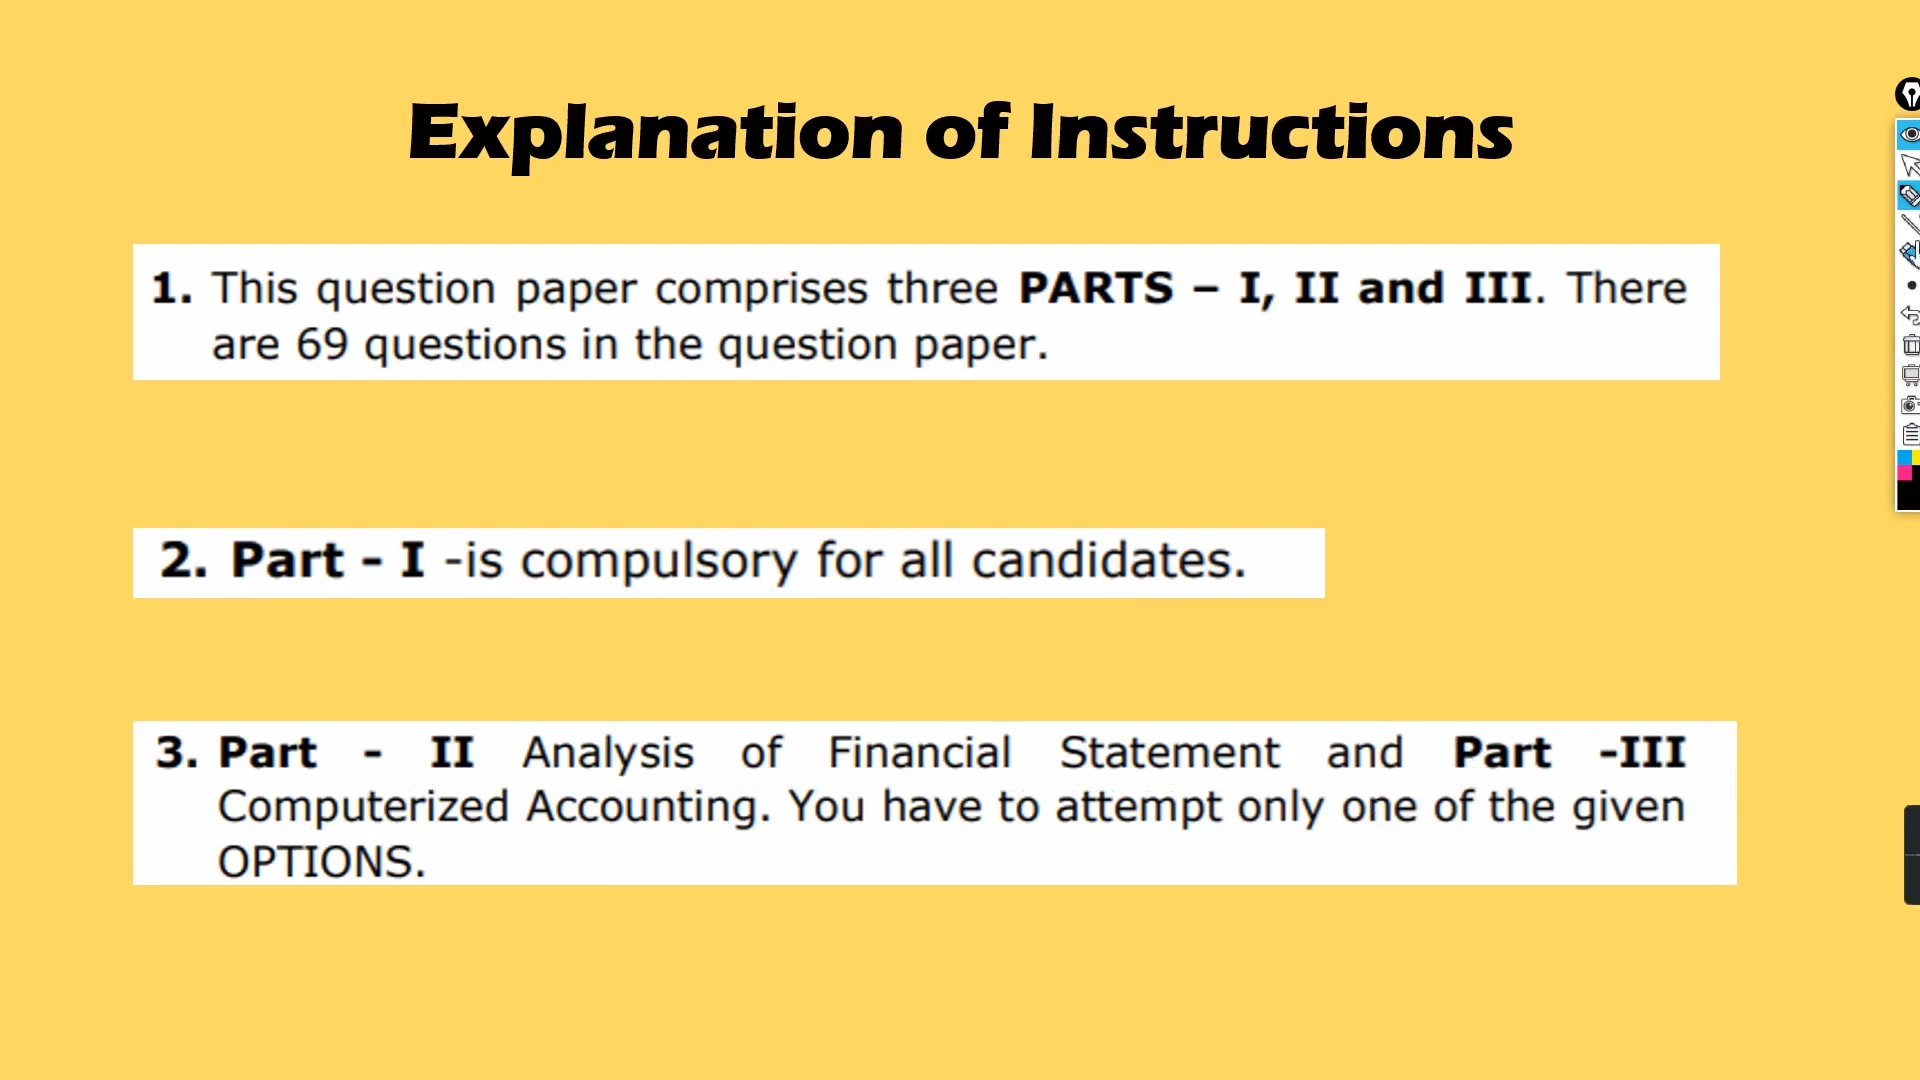 Explanation of Instructions
1. This question paper comprises three PARTS – I, II and III. There
are 69 questions in the question paper.
2. Part - I -is compulsory for all candidates.
3. Part - II Analysis of Financial Statement and Part -III
Computerized Accounting. You have to attempt only one of the given
OPTIONS.